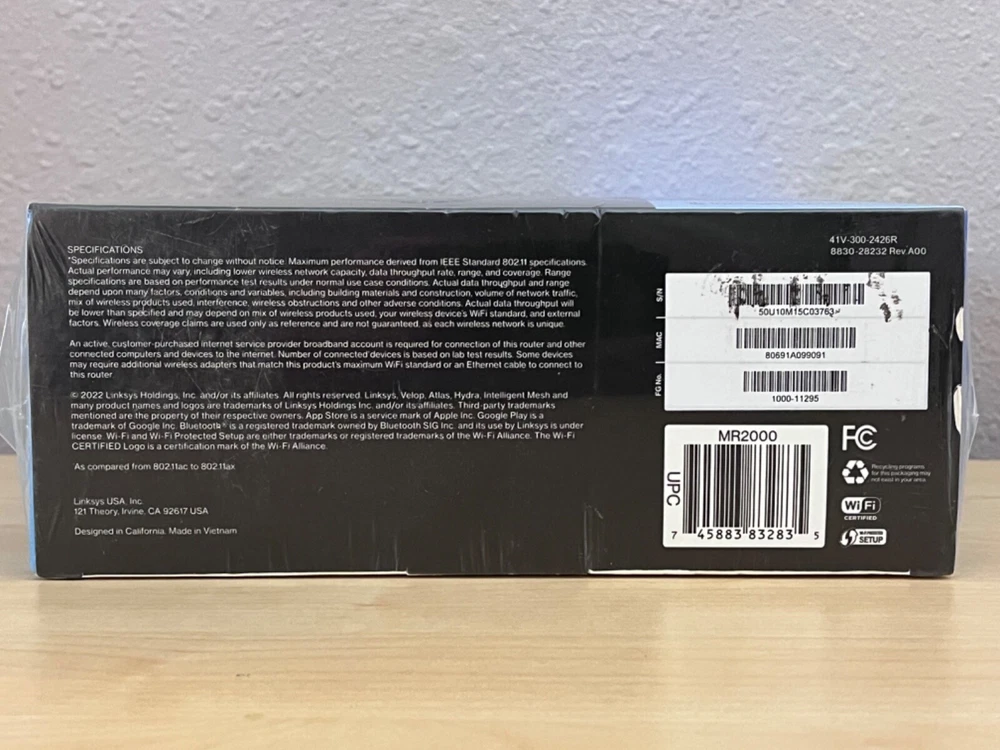 SPECIFICATIONS
*Specifications are subject to change without notice: Maximum performance derived from IEEE Standard 802.11 specifications.
Actual performance may vary, including lower wireless network capacity, data throughput rate, range, and coverage. Range
specifications are based on performance test results under normal use case conditions. Actual data throughput and range
depend upon many factors, conditions and variables, including building materials and construction, volume of network traffic,
mix of wireless products used, interference, wireless obstructions and other adverse conditions. Actual data throughput will
be lower than specified and may depend on mix of wireless products used, your wireless device's WiFi standard, and external
factors. Wireless coverage claims are used only as reference and are not guaranteed, as each wireless network is unique.
An active, customer-purchased internet service provider broadband account is required for connection of this router and other
connected computers and devices to the internet. Number of connected devices is based on lab test results. Some devices
may require additional wireless adapters that match this product's maximum WiFi standard or an Ethernet cable to connect to
this router.
© 2022 Linksys Holdings, Inc. and/or its affiliates. All rights reserved. Linksys, Velop, Atlas, Hydra, Intelligent Mesh and
many product names and logos are trademarks of Linksys Holdings Inc. and/or its affiliates. Third-party trademarks
mentioned are the property of their respective owners. App Store is a service mark of Apple Inc. Google Play is a
trademark of Google Inc. Bluetooth® is a registered trademark owned by Bluetooth SIG Inc. and its use by Linksys is under
license. Wi-Fi and Wi-Fi Protected Setup are either trademarks or registered trademarks of the Wi-Fi Alliance. The Wi-Fi
CERTIFIED Logo is a certification mark of the Wi-Fi Alliance.
As compared from 802.11ac to 802.11ax
Linksys USA, Inc.
121 Theory, Irvine, CA 92617 USA
Designed in California. Made in Vietnam
41V-300-2426R
8830-28232 Rev.A00
S/N
50U10M15C03763
MAC
80691A099091
FG No.
1000-11295
MR2000
UPC
7 45883 83283 5
FC
Recycling programs
for this packaging may
not exist in your area.
Wi Fi
CERTIFIED
WI-FI PROTECTED
SETUP